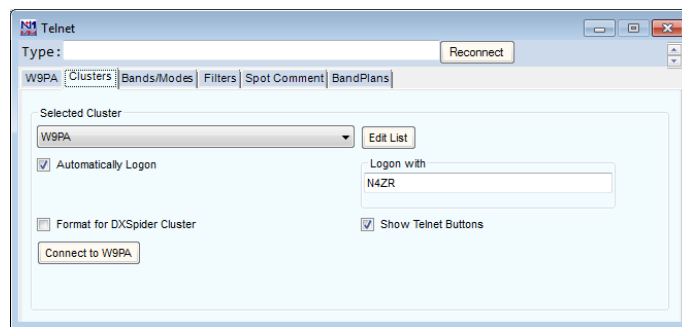 N1 Telnet
Type: Reconnect
W9PA Clusters Bands/Modes Filters Spot Comment BandPlans
Selected Cluster
W9PA Edit List
Automatically Logon Logon with
N4ZR
Format for DXSpider Cluster Show Telnet Buttons
Connect to W9PA